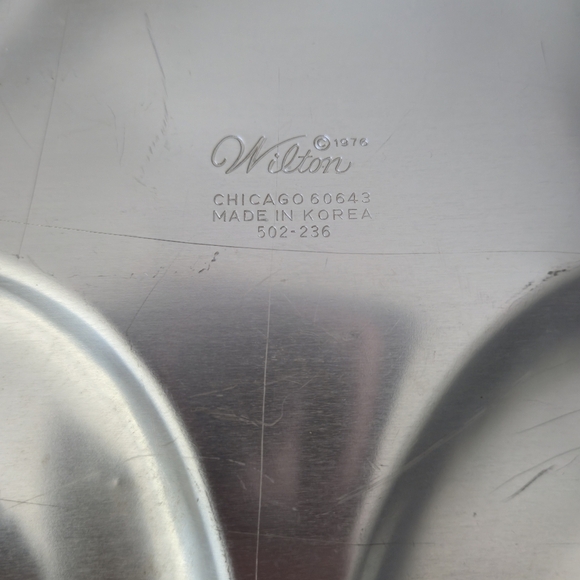 © 1976
Wilton
CHICAGO 60643
MADE IN KOREA
502-236